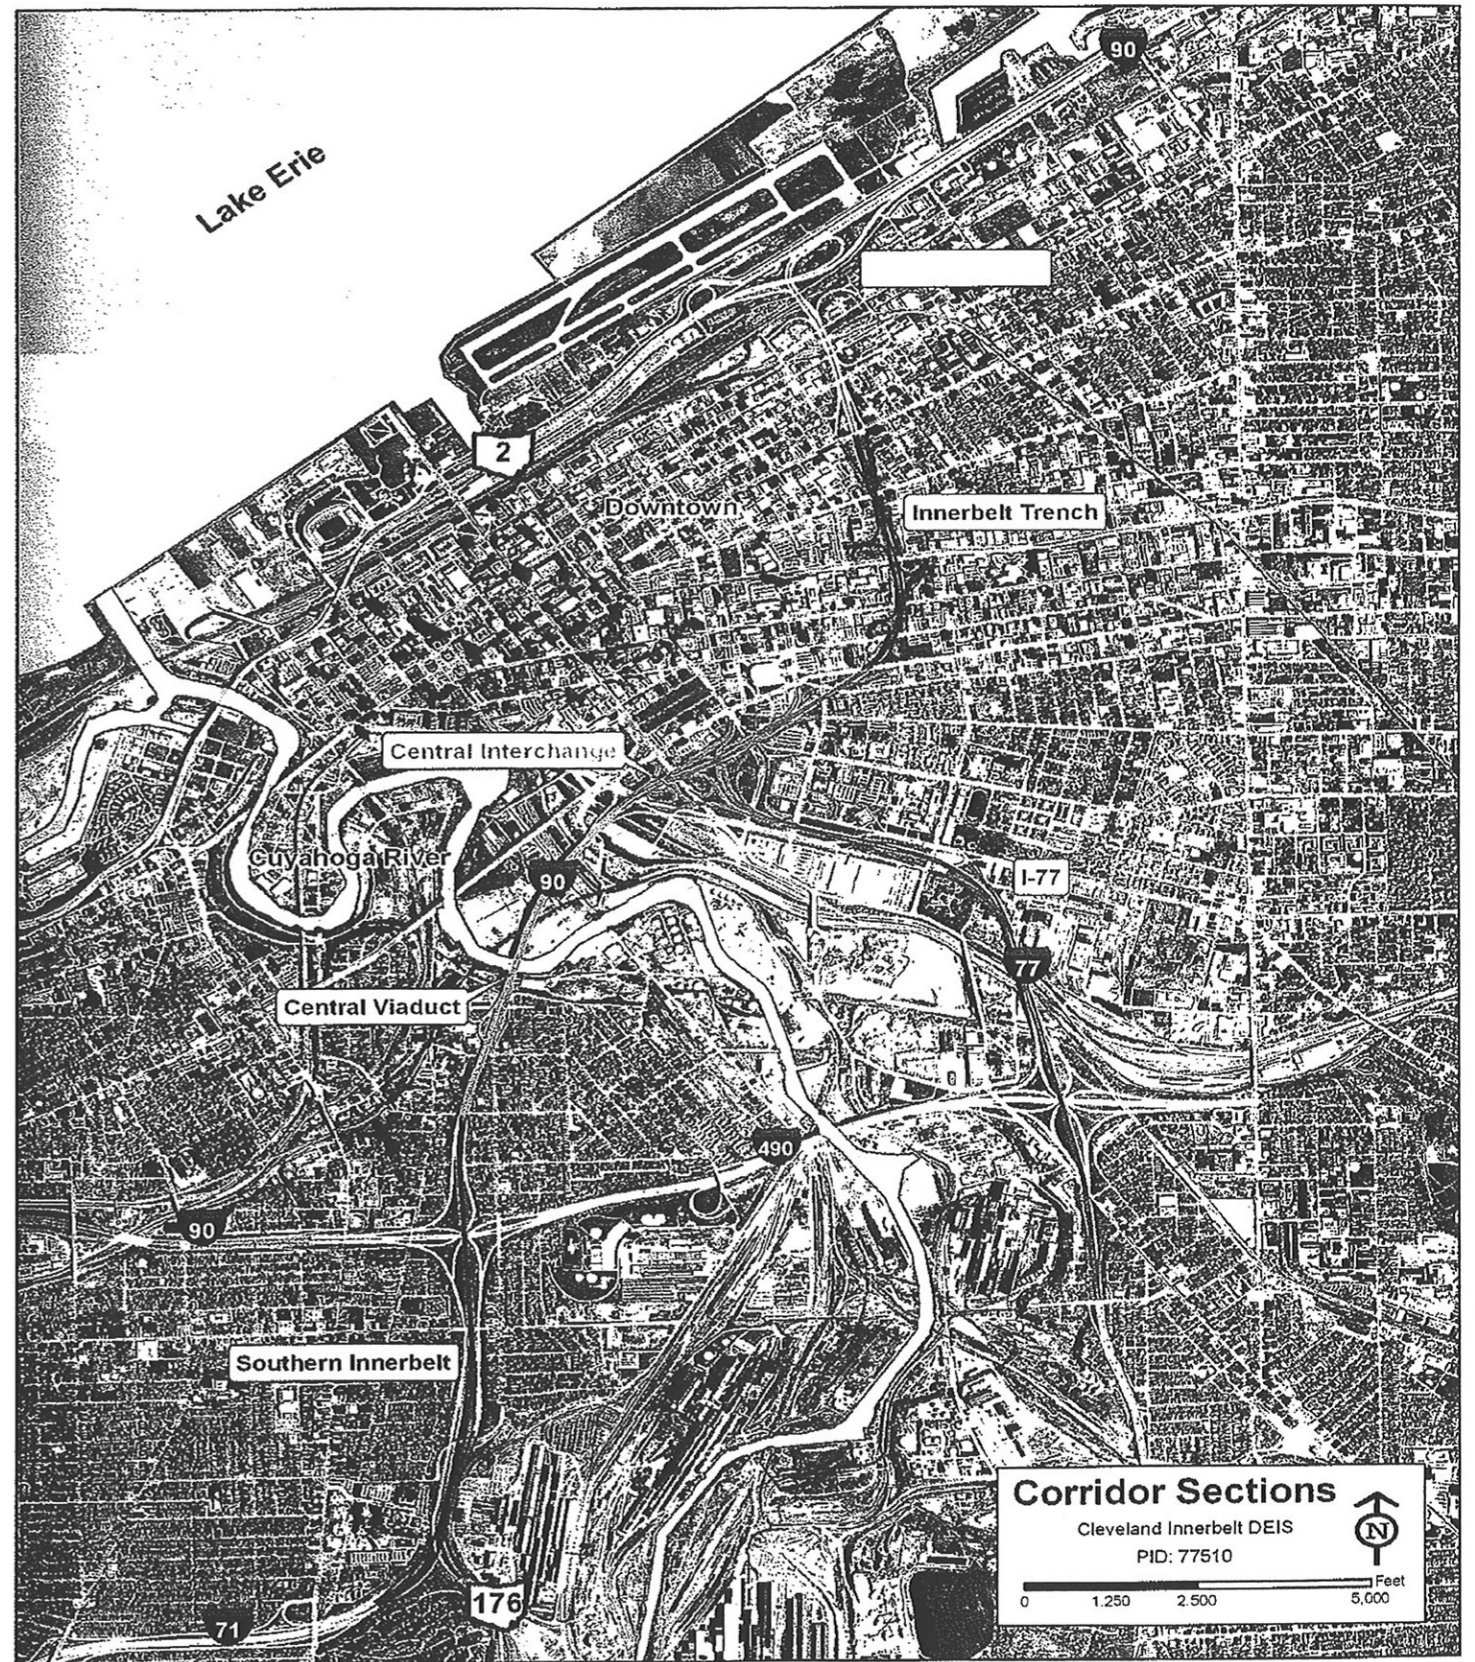 90
Lake Erie
2
Downtown
Innerbelt Trench
Central Interchange
Cuyahoga River
90
I-77
77
Central Viaduct
490
90
Southern Innerbelt
Corridor Sections
Cleveland Innerbelt DEIS
PID: 77510
N
Feet
0 1,250 2,500 5,000
176
71